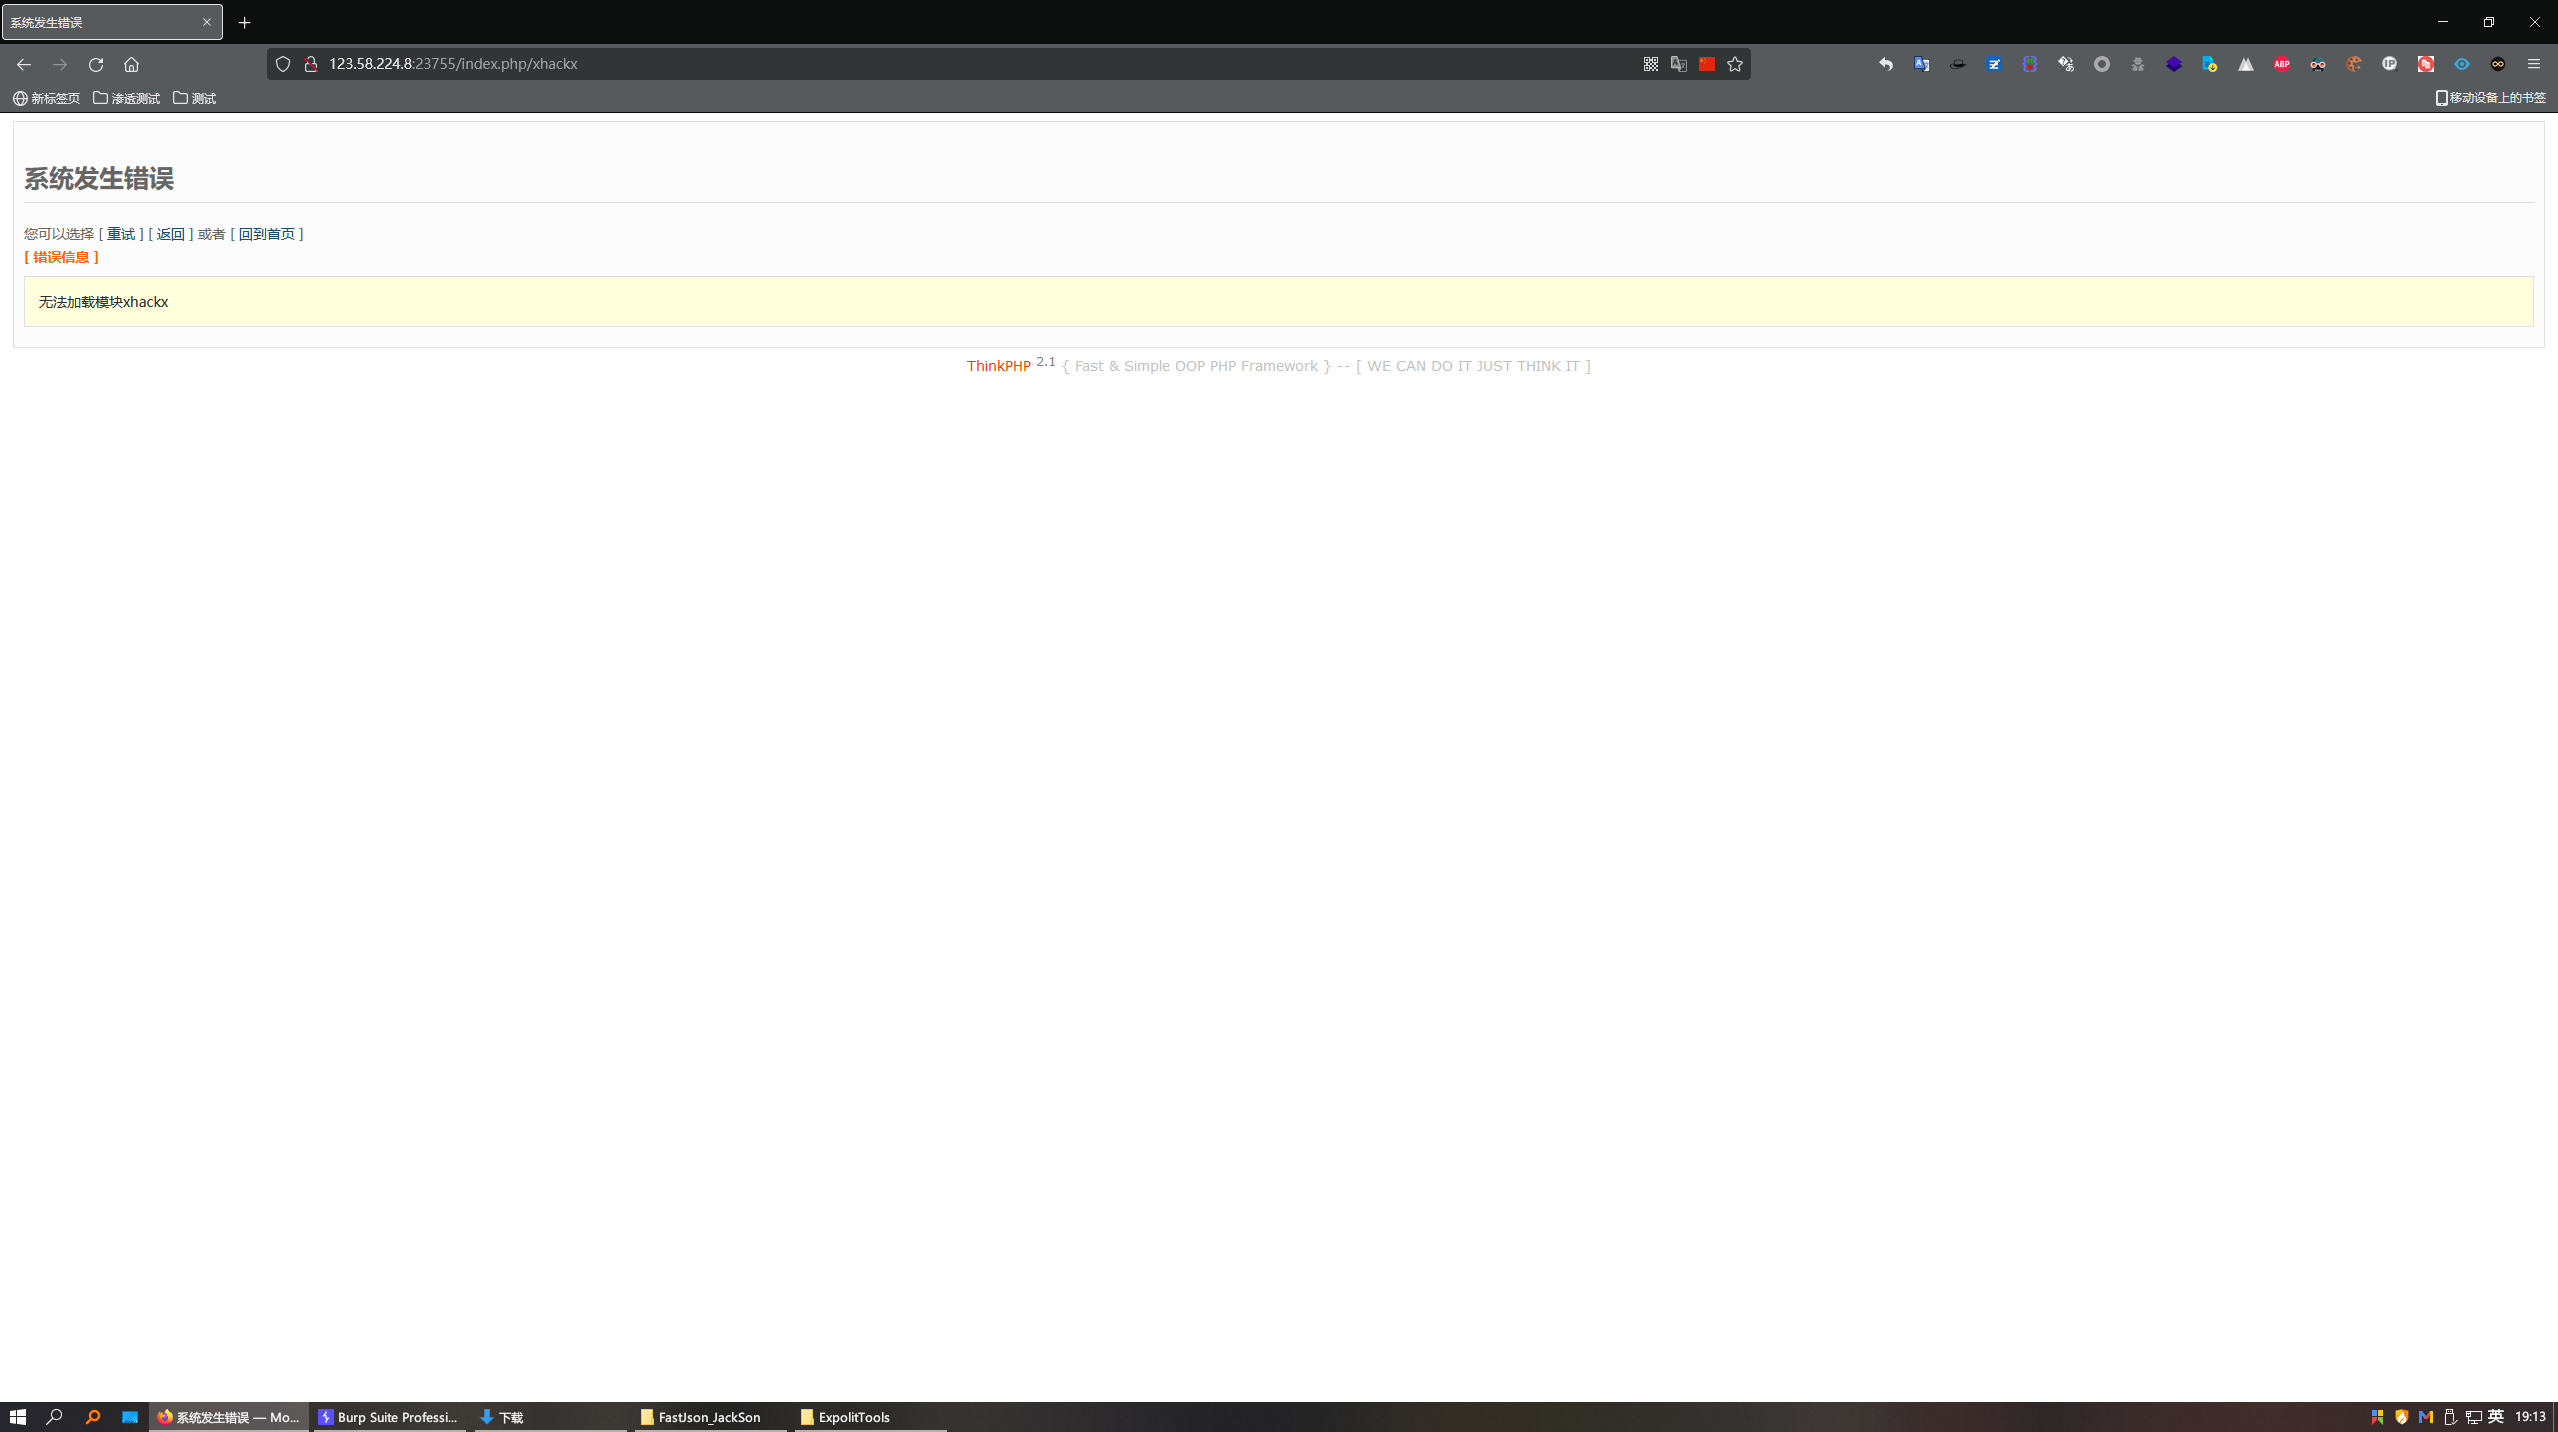 系统发生错误
123.58.224.8:23755/index.php/xhackx
ABP
IP
新标签页
渗透测试
测试
移动设备上的书签
系统发生错误
您可以选择 [ 重试 ] [ 返回 ] 或者 [ 回到首页 ]
[ 错误信息 ]
无法加载模块xhackx
ThinkPHP 2.1 { Fast & Simple OOP PHP Framework } -- [ WE CAN DO IT JUST THINK IT ]
系统发生错误 — Mo...
Burp Suite Professi...
下载
FastJson_JackSon
ExpolitTools
英
19:13